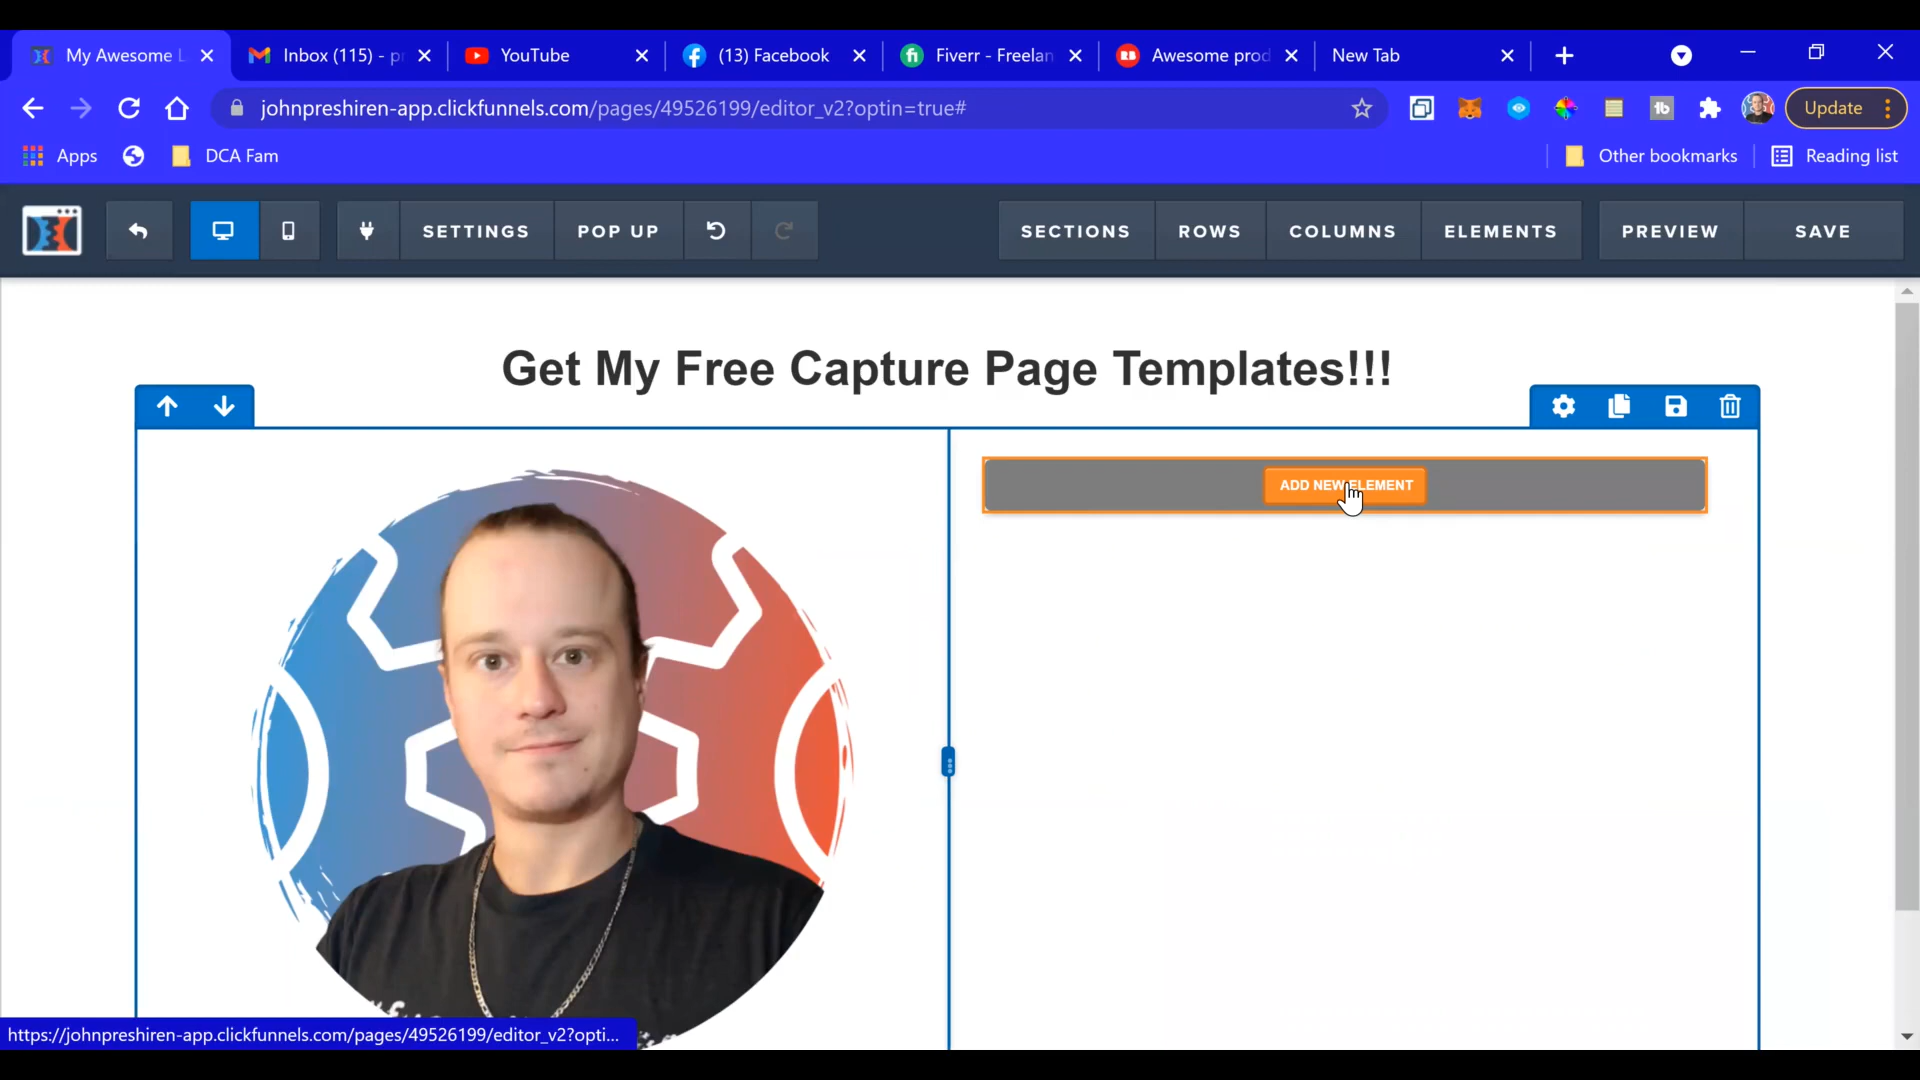 My Awesome L
Inbox (115) - pr
YouTube
(13) Facebook
Fiverr - Freelan
Awesome prod
New Tab
johnpreshiren-app.clickfunnels.com/pages/49526199/editor_v2?optin=true#
Update
Apps
DCA Fam
Other bookmarks
Reading list
SETTINGS
POP UP
SECTIONS
ROWS
COLUMNS
ELEMENTS
PREVIEW
SAVE
Get My Free Capture Page Templates!!!
ADD NEW ELEMENT
https://johnpreshiren-app.clickfunnels.com/pages/49526199/editor_v2?opti...